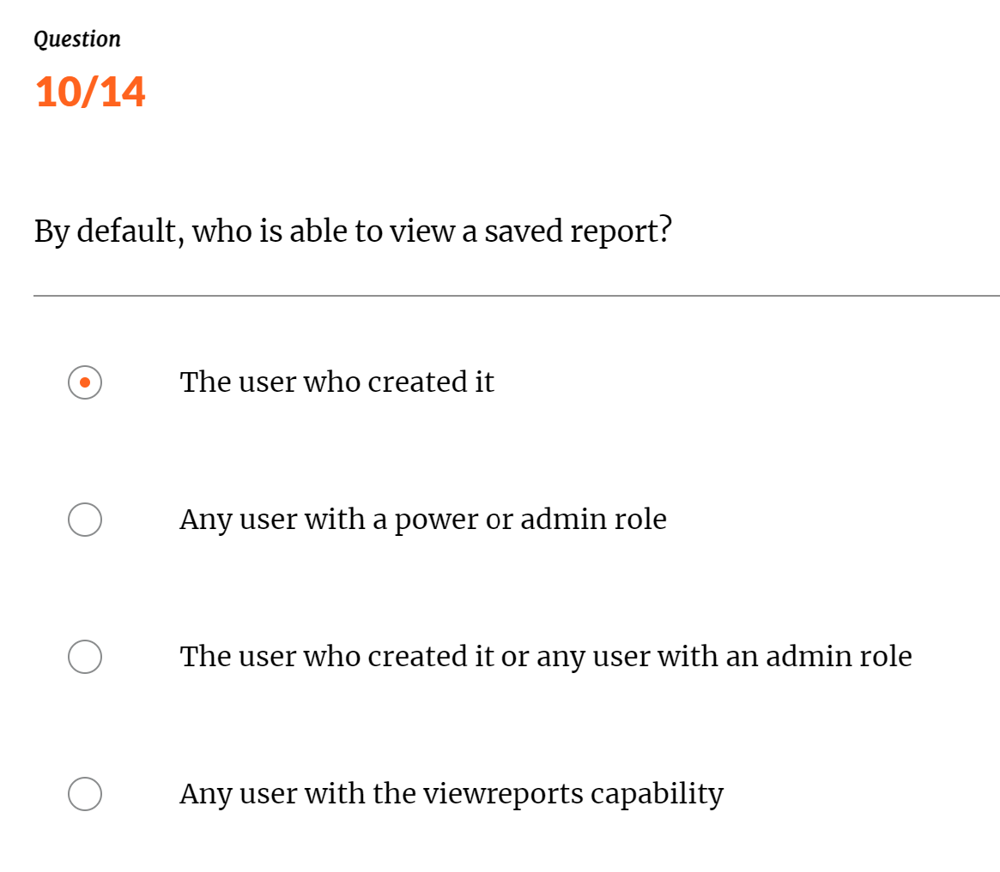 Question
10/14
By default, who is able to view a saved report?
The user who created it
Any user with a power or admin role
The user who created it or any user with an admin role
Any user with the viewreports capability